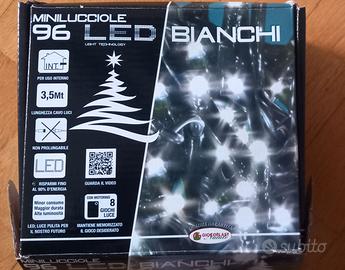 MINILUCCIOLE
96 LED BIANCHI
LIGHT TECHNOLOGY
INT.
PER USO INTERNO
3,5Mt
LUNGHEZZA CAVO LUCI
NON PROLUNGABILE
LED
RISPARMI FINO
AL 90% D'ENERGIA
Minor consumo
Maggior durata
Alta luminosità
LED: LUCE PULITA PER
IL NOSTRO FUTURO
GUARDA IL VIDEO
CON MOTORINO
8
GIOCHI
LUCE
MANTIENE MEMORIZZATO
IL GIOCO DESIDERATO
GIOCOPLAST
subito
MINILUCCIOLE